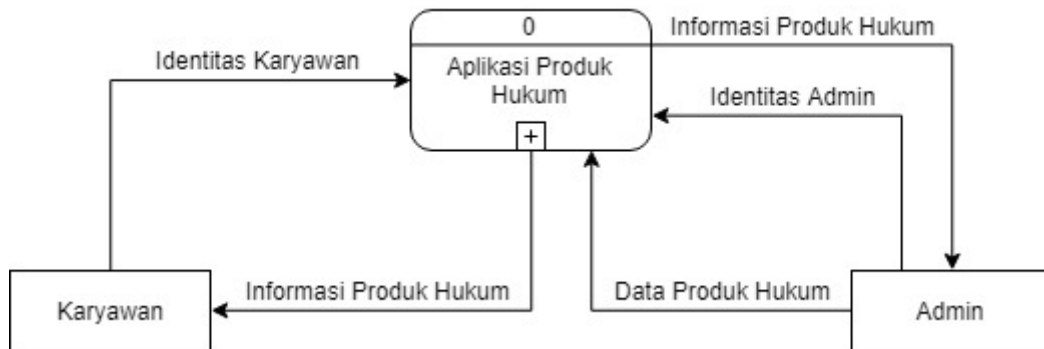 0
Informasi Produk Hukum
Identitas Karyawan
Aplikasi Produk
Hukum
Identitas Admin
+
Informasi Produk Hukum
Data Produk Hukum
Karyawan
Admin